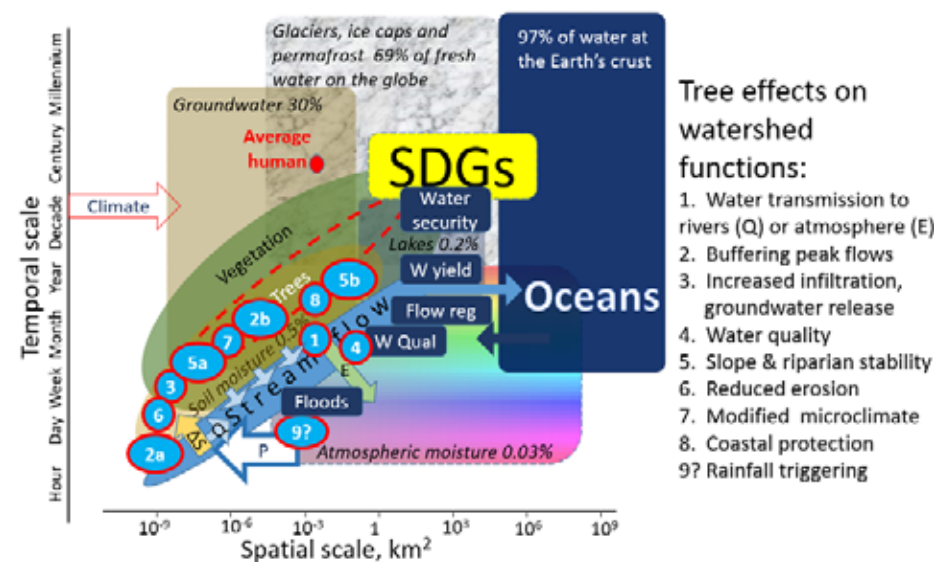 Glaciers, ice caps and
permafrost 69% of fresh
water on the globe
97% of water at
the Earth's crust
Groundwater 30%
Average
human
SDGs
Climate
Vegetation
Water
security
Lakes 0.2%
Trees
5b
W yield
8
2b
Oceans
Flow reg
7
1
4
W Qual
5a
Soil moisture 0.5%
Streamflow
E
3
Floods
6
Q
9?
ΔS
P
2a
Atmospheric moisture 0.03%
Temporal scale
Hour Day Week Month Year Decade Century Millennium
10-9 10-6 10-3 1 103 106 109
Spatial scale, km2
Tree effects on
watershed
functions:
1. Water transmission to
rivers (Q) or atmosphere (E)
2. Buffering peak flows
3. Increased infiltration,
groundwater release
4. Water quality
5. Slope & riparian stability
6. Reduced erosion
7. Modified microclimate
8. Coastal protection
9? Rainfall triggering